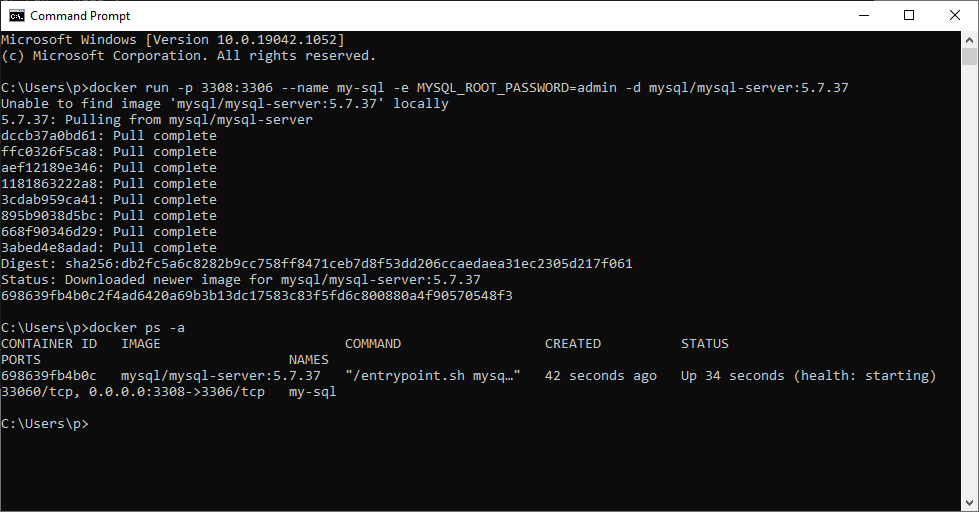 Command Prompt
Microsoft Windows [Version 10.0.19042.1052]
(c) Microsoft Corporation. All rights reserved.
C:\Users\p>docker run -p 3308:3306 --name my-sql -e MYSQL_ROOT_PASSWORD=admin -d mysql/mysql-server:5.7.37
Unable to find image 'mysql/mysql-server:5.7.37' locally
5.7.37: Pulling from mysql/mysql-server
dccb37a0bd61: Pull complete
ffc0326f5ca8: Pull complete
aef12189e346: Pull complete
1181863222a8: Pull complete
3cdab959ca41: Pull complete
895b9038d5bc: Pull complete
668f90346d29: Pull complete
3abed4e8adad: Pull complete
Digest: sha256:db2fc5a6c8282b9cc758ff8471ceb7d8f53dd206ccaedaea31ec2305d217f061
Status: Downloaded newer image for mysql/mysql-server:5.7.37
698639fb4b0c2f4ad6420a69b3b13dc17583c83f5fd6c800880a4f90570548f3
C:\Users\p>docker ps -a
CONTAINER ID   IMAGE                       COMMAND                  CREATED          STATUS
PORTS                               NAMES
698639fb4b0c   mysql/mysql-server:5.7.37   "/entrypoint.sh mysq…"   42 seconds ago   Up 34 seconds (health: starting)
33060/tcp, 0.0.0.0:3308->3306/tcp   my-sql
C:\Users\p>